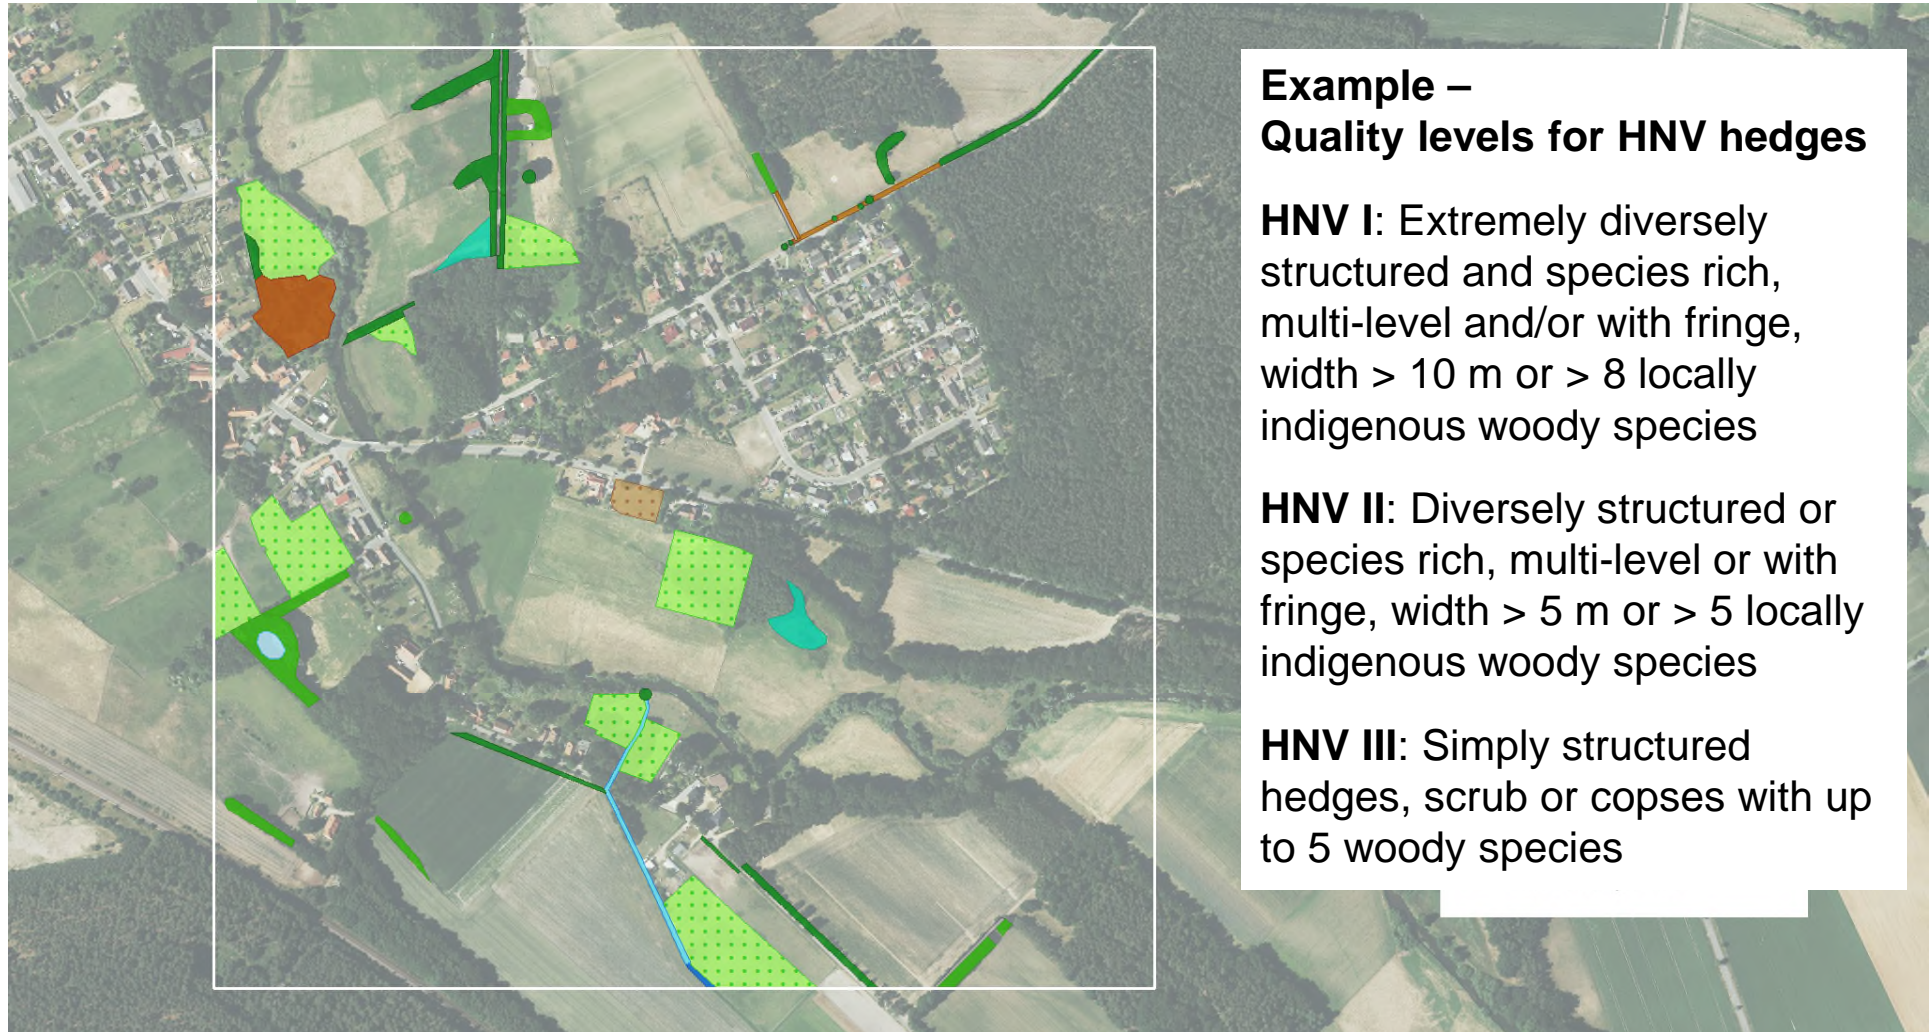 Example –
Quality levels for HNV hedges
HNV I: Extremely diversely
structured and species rich,
multi-level and/or with fringe,
width > 10 m or > 8 locally
indigenous woody species
HNV II: Diversely structured or
species rich, multi-level or with
fringe, width > 5 m or > 5 locally
indigenous woody species
HNV III: Simply structured
hedges, scrub or copses with up
to 5 woody species